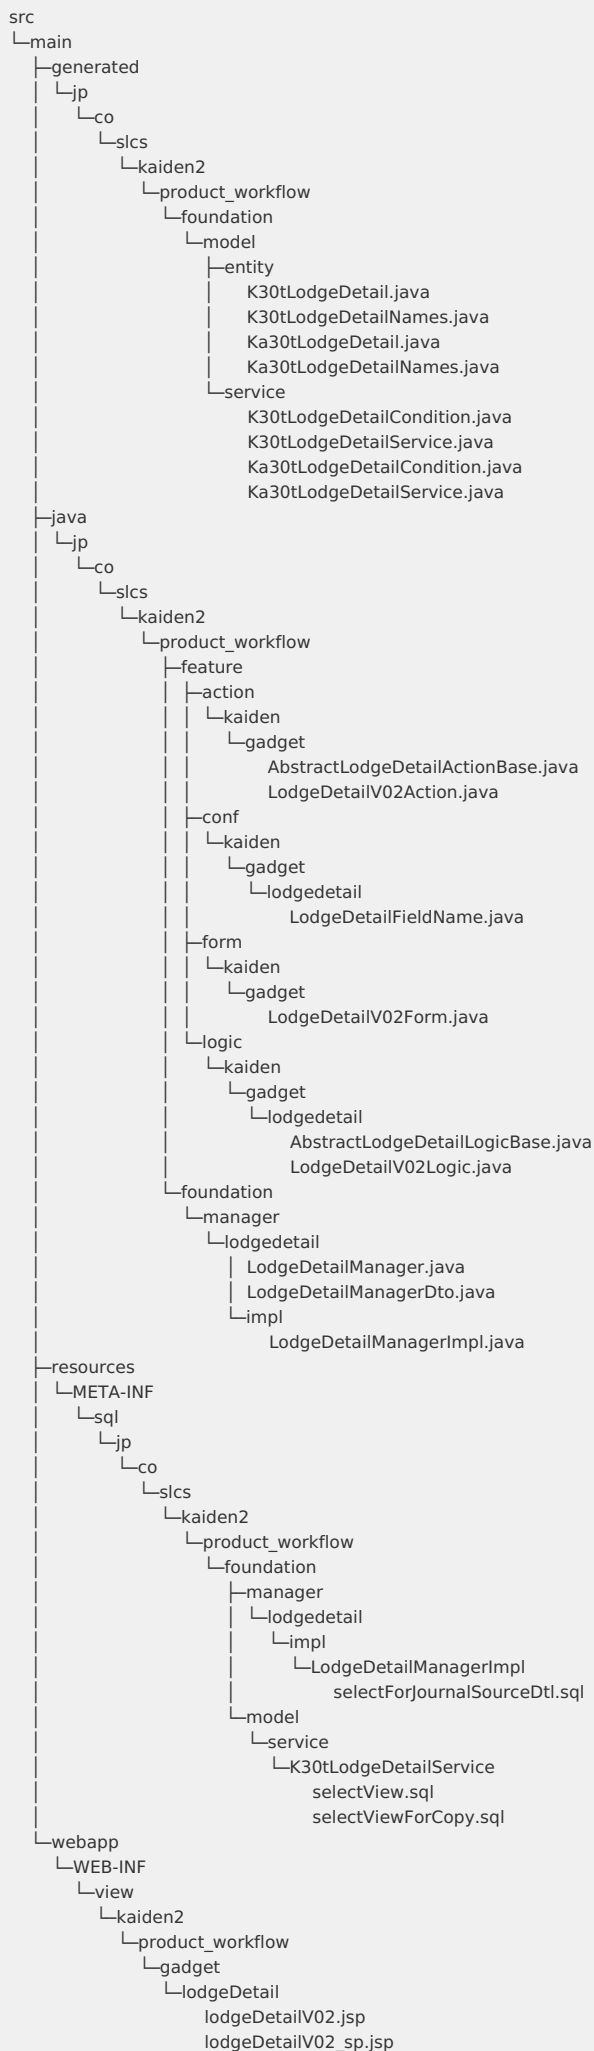 src
└─main
  ├─generated
  │ └─jp
  │   └─co
  │     └─slcs
  │       └─kaiden2
  │         └─product_workflow
  │           └─foundation
  │             └─model
  │               ├─entity
  │               │   K30tLodgeDetail.java
  │               │   K30tLodgeDetailNames.java
  │               │   Ka30tLodgeDetail.java
  │               │   Ka30tLodgeDetailNames.java
  │               └─service
  │                   K30tLodgeDetailCondition.java
  │                   K30tLodgeDetailService.java
  │                   Ka30tLodgeDetailCondition.java
  │                   Ka30tLodgeDetailService.java
  ├─java
  │ └─jp
  │   └─co
  │     └─slcs
  │       └─kaiden2
  │         └─product_workflow
  │           ├─feature
  │           │ ├─action
  │           │ │ └─kaiden
  │           │ │   └─gadget
  │           │ │       AbstractLodgeDetailActionBase.java
  │           │ │       LodgeDetailV02Action.java
  │           │ ├─conf
  │           │ │ └─kaiden
  │           │ │   └─gadget
  │           │ │     └─lodgedetail
  │           │ │         LodgeDetailFieldName.java
  │           │ ├─form
  │           │ │ └─kaiden
  │           │ │   └─gadget
  │           │ │       LodgeDetailV02Form.java
  │           │ └─logic
  │           │   └─kaiden
  │           │     └─gadget
  │           │       └─lodgedetail
  │           │           AbstractLodgeDetailLogicBase.java
  │           │           LodgeDetailV02Logic.java
  │           └─foundation
  │             └─manager
  │               └─lodgedetail
  │                 │ LodgeDetailManager.java
  │                 │ LodgeDetailManagerDto.java
  │                 └─impl
  │                     LodgeDetailManagerImpl.java
  ├─resources
  │ └─META-INF
  │   └─sql
  │     └─jp
  │       └─co
  │         └─slcs
  │           └─kaiden2
  │             └─product_workflow
  │               └─foundation
  │                 ├─manager
  │                 │ └─lodgedetail
  │                 │   └─impl
  │                 │     └─LodgeDetailManagerImpl
  │                 │         selectForJournalSourceDtl.sql
  │                 └─model
  │                   └─service
  │                     └─K30tLodgeDetailService
  │                         selectView.sql
  │                         selectViewForCopy.sql
  └─webapp
    └─WEB-INF
      └─view
        └─kaiden2
          └─product_workflow
            └─gadget
              └─lodgeDetail
                  lodgeDetailV02.jsp
                  lodgeDetailV02_sp.jsp